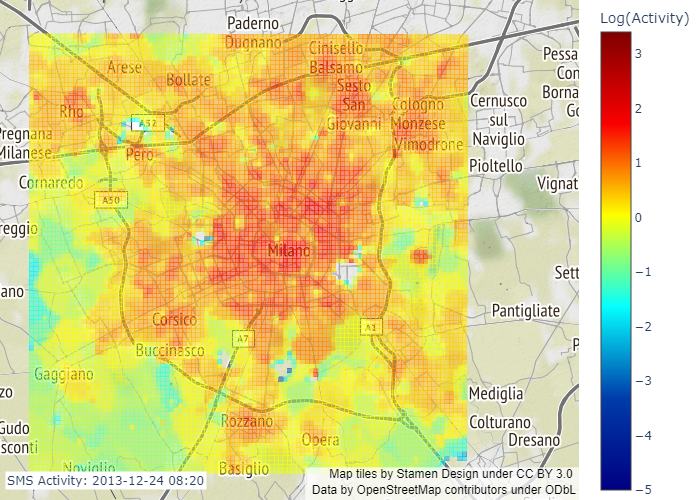 Log(Activity)
3
2
1
0
−1
−2
−3
−4
−5
Paderno
Dugnano
Cinisello
Balsamo
Arese
Bollate
Sesto
San
Giovanni
Cologno
Monzese
Vimodrone
Pessa
Con
Borna
Go
Cernusco
sul
Naviglio
Rho
A52
Pregnana
Milanese
Pero
Pioltello
Cornaredo
Vignat
A50
reggio
Milano
Sett
ano
Pantigliate
Corsico
A7
A1
P
Buccinasco
Gaggiano
zo
Mediglia
Rozzano
Colturano
Gudo
sconti
Opera
Dresano
Noviglio
Basiglio
SMS Activity: 2013-12-24 08:20
Map tiles by Stamen Design under CC BY 3.0
Data by OpenStreetMap contributors under ODbL